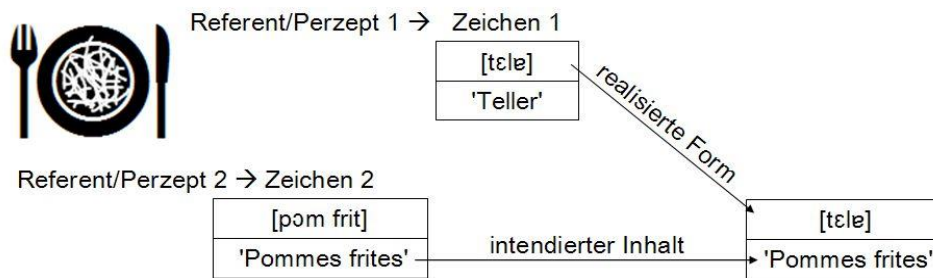 Referent/Perzept 1 → Zeichen 1
[tɛlɐ]
'Teller'
realisierte Form
Referent/Perzept 2 → Zeichen 2
[pɔm frit]
'Pommes frites'
intendierter Inhalt
[tɛlɐ]
'Pommes frites'